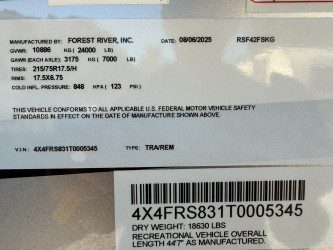 MANUFACTURED BY: FOREST RIVER, INC. DATE: 08/06/2025 RSF42FSKG
GVWR: 10886 KG ( 24000 LB)
GAWR (EACH AXLE): 3175 KG ( 7000 LB)
TIRES: 215/75R17.5/H
RIMS: 17.5X6.75
COLD INFL. PRESSURE: 848 KPA ( 123 PSI)
THIS VEHICLE CONFORMS TO ALL APPLICABLE U.S. FEDERAL MOTOR VEHICLE SAFETY
STANDARDS IN EFFECT ON THE DATE OF MANUFACTURE SHOWN ABOVE.
V.I.N.: 4X4FRS831T0005345 TYPE: TRA/REM
4X4FRS831T0005345
DRY WEIGHT: 18630 LBS
RECREATIONAL VEHICLE OVERALL
LENGTH 44'7" AS MANUFACTURED.